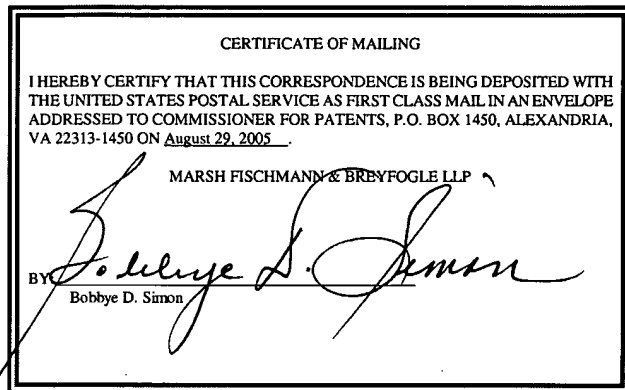 CERTIFICATE OF MAILING
I HEREBY CERTIFY THAT THIS CORRESPONDENCE IS BEING DEPOSITED WITH
THE UNITED STATES POSTAL SERVICE AS FIRST CLASS MAIL IN AN ENVELOPE
ADDRESSED TO COMMISSIONER FOR PATENTS, P.O. BOX 1450, ALEXANDRIA,
VA 22313-1450 ON August 29, 2005 .
MARSH FISCHMANN & BREYFOGLE LLP
BY: Bobbye D. Simon
Bobbye D. Simon